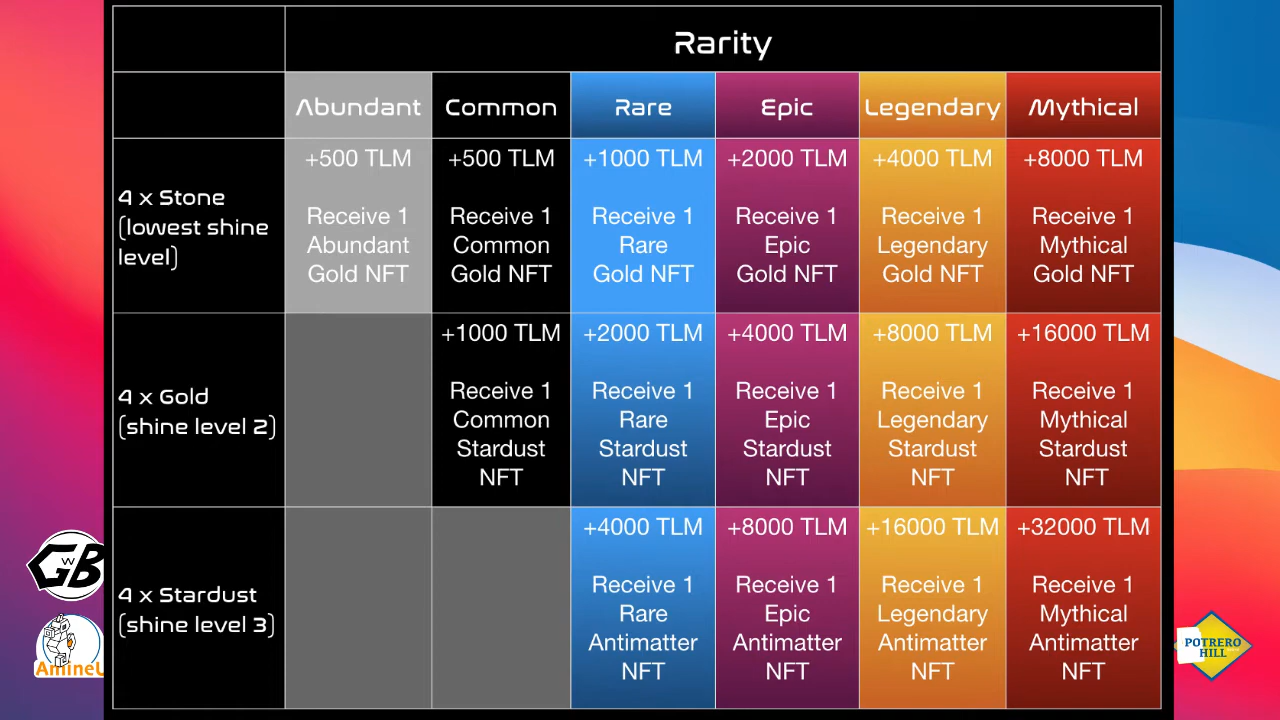 Rarity
Abundant
Common
Rare
Epic
Legendary
Mythical
4 x Stone
(lowest shine
level)
+500 TLM
Receive 1
Abundant
Gold NFT
+500 TLM
Receive 1
Common
Gold NFT
+1000 TLM
Receive 1
Rare
Gold NFT
+2000 TLM
Receive 1
Epic
Gold NFT
+4000 TLM
Receive 1
Legendary
Gold NFT
+8000 TLM
Receive 1
Mythical
Gold NFT
4 x Gold
(shine level 2)
+1000 TLM
Receive 1
Common
Stardust
NFT
+2000 TLM
Receive 1
Rare
Stardust
NFT
+4000 TLM
Receive 1
Epic
Stardust
NFT
+8000 TLM
Receive 1
Legendary
Stardust
NFT
+16000 TLM
Receive 1
Mythical
Stardust
NFT
4 x Stardust
(shine level 3)
+4000 TLM
Receive 1
Rare
Antimatter
NFT
+8000 TLM
Receive 1
Epic
Antimatter
NFT
+16000 TLM
Receive 1
Legendary
Antimatter
NFT
+32000 TLM
Receive 1
Mythical
Antimatter
NFT
GWB
AmineU
POTRERO
HILL